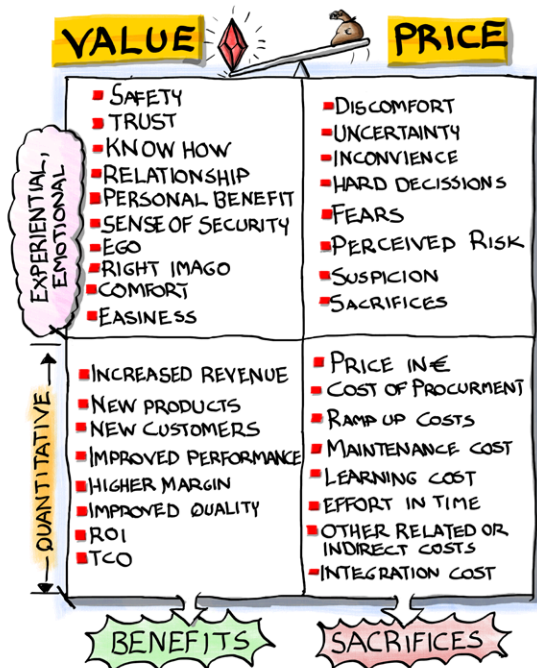 VALUE
PRICE
EXPERIENTIAL,
EMOTIONAL
SAFETY
TRUST
KNOW HOW
RELATIONSHIP
PERSONAL BENEFIT
SENSE OF SECURITY
EGO
RIGHT IMAGO
COMFORT
EASINESS
DISCOMFORT
UNCERTAINTY
INCONVIENCE
HARD DECISSIONS
FEARS
PERCEIVED RISK
SUSPICION
SACRIFICES
QUANTITATIVE
INCREASED REVENUE
NEW PRODUCTS
NEW CUSTOMERS
IMPROVED PERFORMANCE
HIGHER MARGIN
IMPROVED QUALITY
ROI
TCO
PRICE IN €
COST OF PROCURMENT
RAMP UP COSTS
MAINTENANCE COST
LEARNING COST
EFFORT IN TIME
OTHER RELATED OR
INDIRECT COSTS
INTEGRATION COST
BENEFITS
SACRIFICES